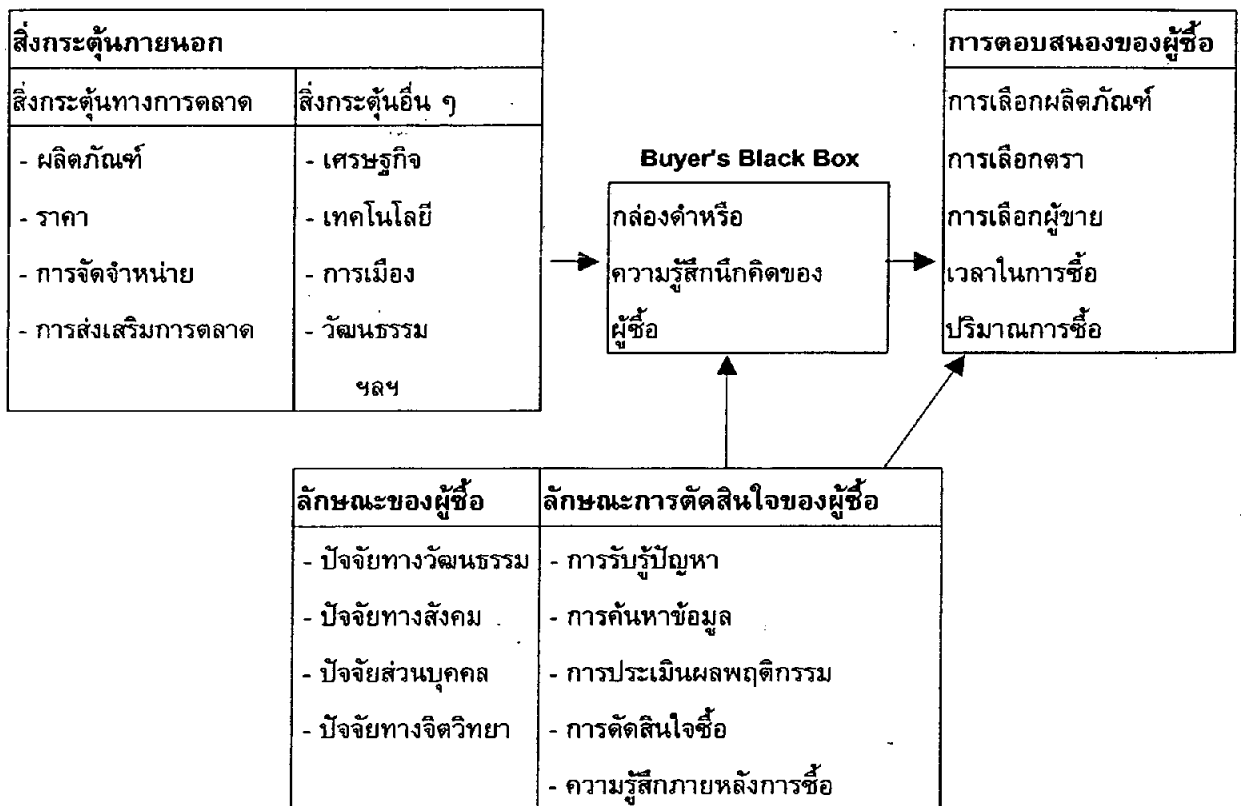 สิ่งกระตุ้นภายนอก
สิ่งกระตุ้นทางการตลาด
- ผลิตภัณฑ์
- ราคา
- การจัดจำหน่าย
- การส่งเสริมการตลาด
สิ่งกระตุ้นอื่น ๆ
- เศรษฐกิจ
- เทคโนโลยี
- การเมือง
- วัฒนธรรม
ฯลฯ
Buyer's Black Box
กล่องดำหรือ
ความรู้สึกนึกคิดของ
ผู้ซื้อ
การตอบสนองของผู้ซื้อ
การเลือกผลิตภัณฑ์
การเลือกตรา
การเลือกผู้ขาย
เวลาในการซื้อ
ปริมาณการซื้อ
ลักษณะของผู้ซื้อ
- ปัจจัยทางวัฒนธรรม
- ปัจจัยทางสังคม
- ปัจจัยส่วนบุคคล
- ปัจจัยทางจิตวิทยา
ลักษณะการตัดสินใจของผู้ซื้อ
- การรับรู้ปัญหา
- การค้นหาข้อมูล
- การประเมินผลพฤติกรรม
- การตัดสินใจซื้อ
- ความรู้สึกภายหลังการซื้อ